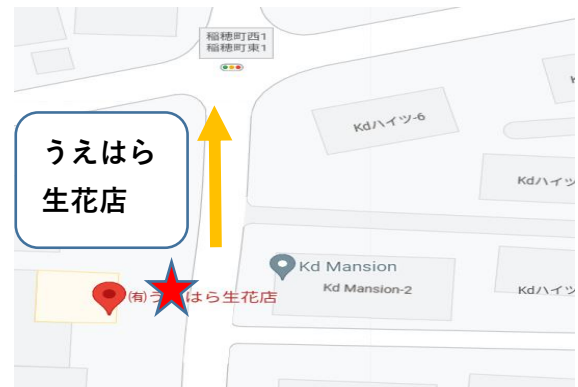 稲穂町西1
稲穂町東1
Kdハイツ-6
うえはら
生花店
Kdハイツ
Kd Mansion
Kd Mansion-2
Kdハイツ
(有)う はら生花店